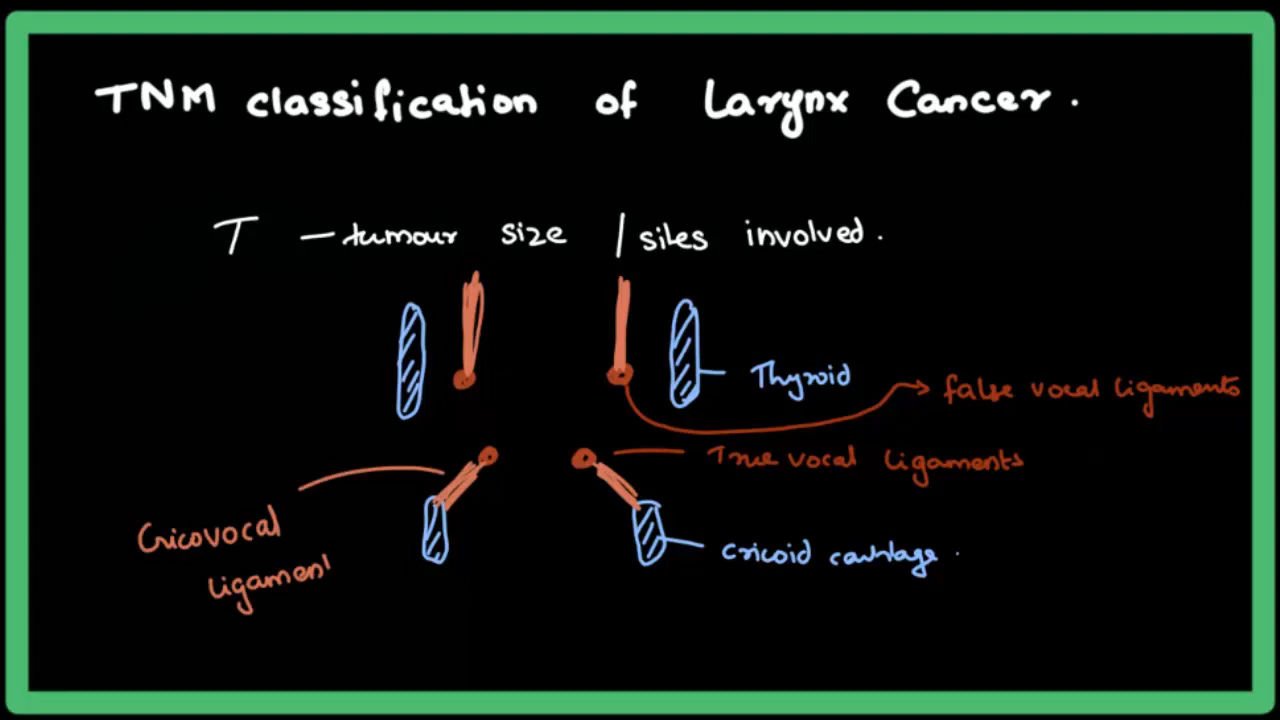 TNM classification of Larynx Cancer.
T - tumour size / sites involved.
Thyroid
false vocal ligaments
True vocal ligaments
Cricovocal
ligament
cricoid cartilage